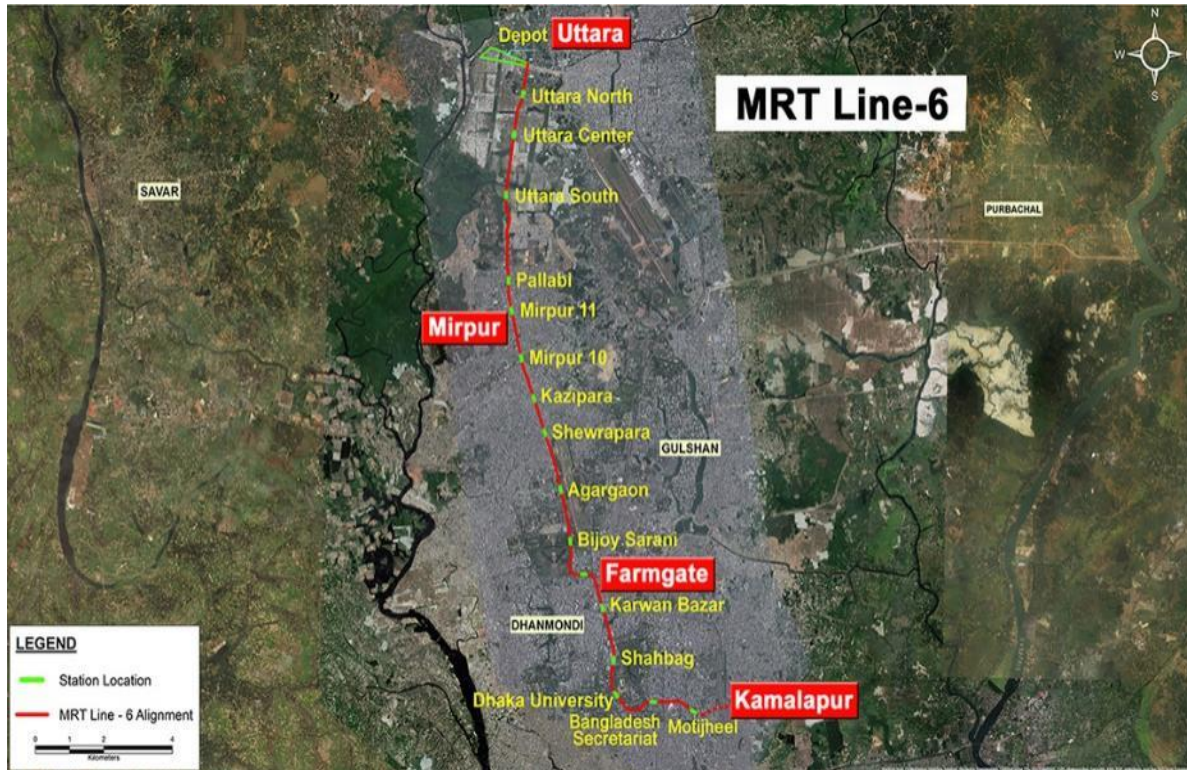 Depot Uttara
N
W
S
MRT Line-6
Uttara North
Uttara Center
SAVAR
Uttara South
PURBACHAL
Pallabi
Mirpur 11
Mirpur
Mirpur 10
Kazipara
Shewrapara
GULSHAN
Agargaon
Bijoy Sarani
Farmgate
Karwan Bazar
DHANMONDI
LEGEND
Station Location
MRT Line - 6 Alignment
0 2 4
Kilometers
Shahbag
Dhaka University
Kamalapur
Bangladesh
Secretariat
Motijheel